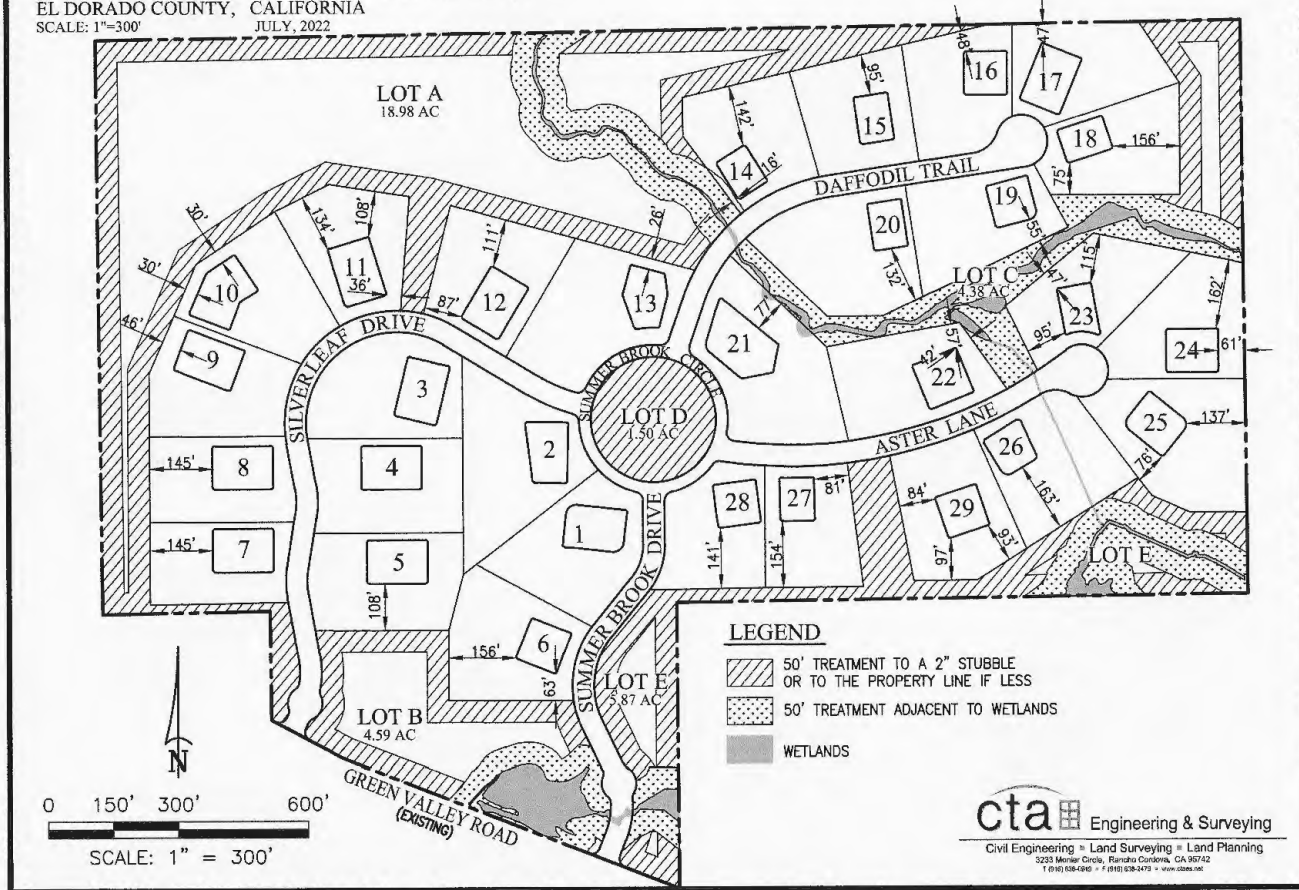 EL DORADO COUNTY, CALIFORNIA
SCALE: 1"=300' JULY, 2022
LOT A
18.98 AC
48'
47'
16
17
95'
15
142'
14
16'
18
156'
75'
DAFFODIL TRAIL
19
55'
20
132'
30'
134'
108'
11
36'
111'
26'
30'
10
12
87'
13
46'
9
SILVERLEAF DRIVE
3
SUMMER BROOK CIRCLE
77'
21
LOT C
4.38 AC
47'
115'
95'
23
162'
24
61'
57'
42'
22
LOT D
1.50 AC
2
ASTER LANE
145'
8
4
25
137'
76'
26
163'
28
27
81'
141'
154'
84'
29
97'
93'
1
145'
7
5
108'
SUMMER BROOK DRIVE
LOT E
6
156'
63'
LOT E
5.87 AC
LOT B
4.59 AC
GREEN VALLEY ROAD
(EXISTING)
N
0 150' 300' 600'
SCALE: 1" = 300'
LEGEND
50' TREATMENT TO A 2" STUBBLE
OR TO THE PROPERTY LINE IF LESS
50' TREATMENT ADJACENT TO WETLANDS
WETLANDS
cta Engineering & Surveying
Civil Engineering ▪ Land Surveying ▪ Land Planning
3233 Monier Circle, Rancho Cordova, CA 95742